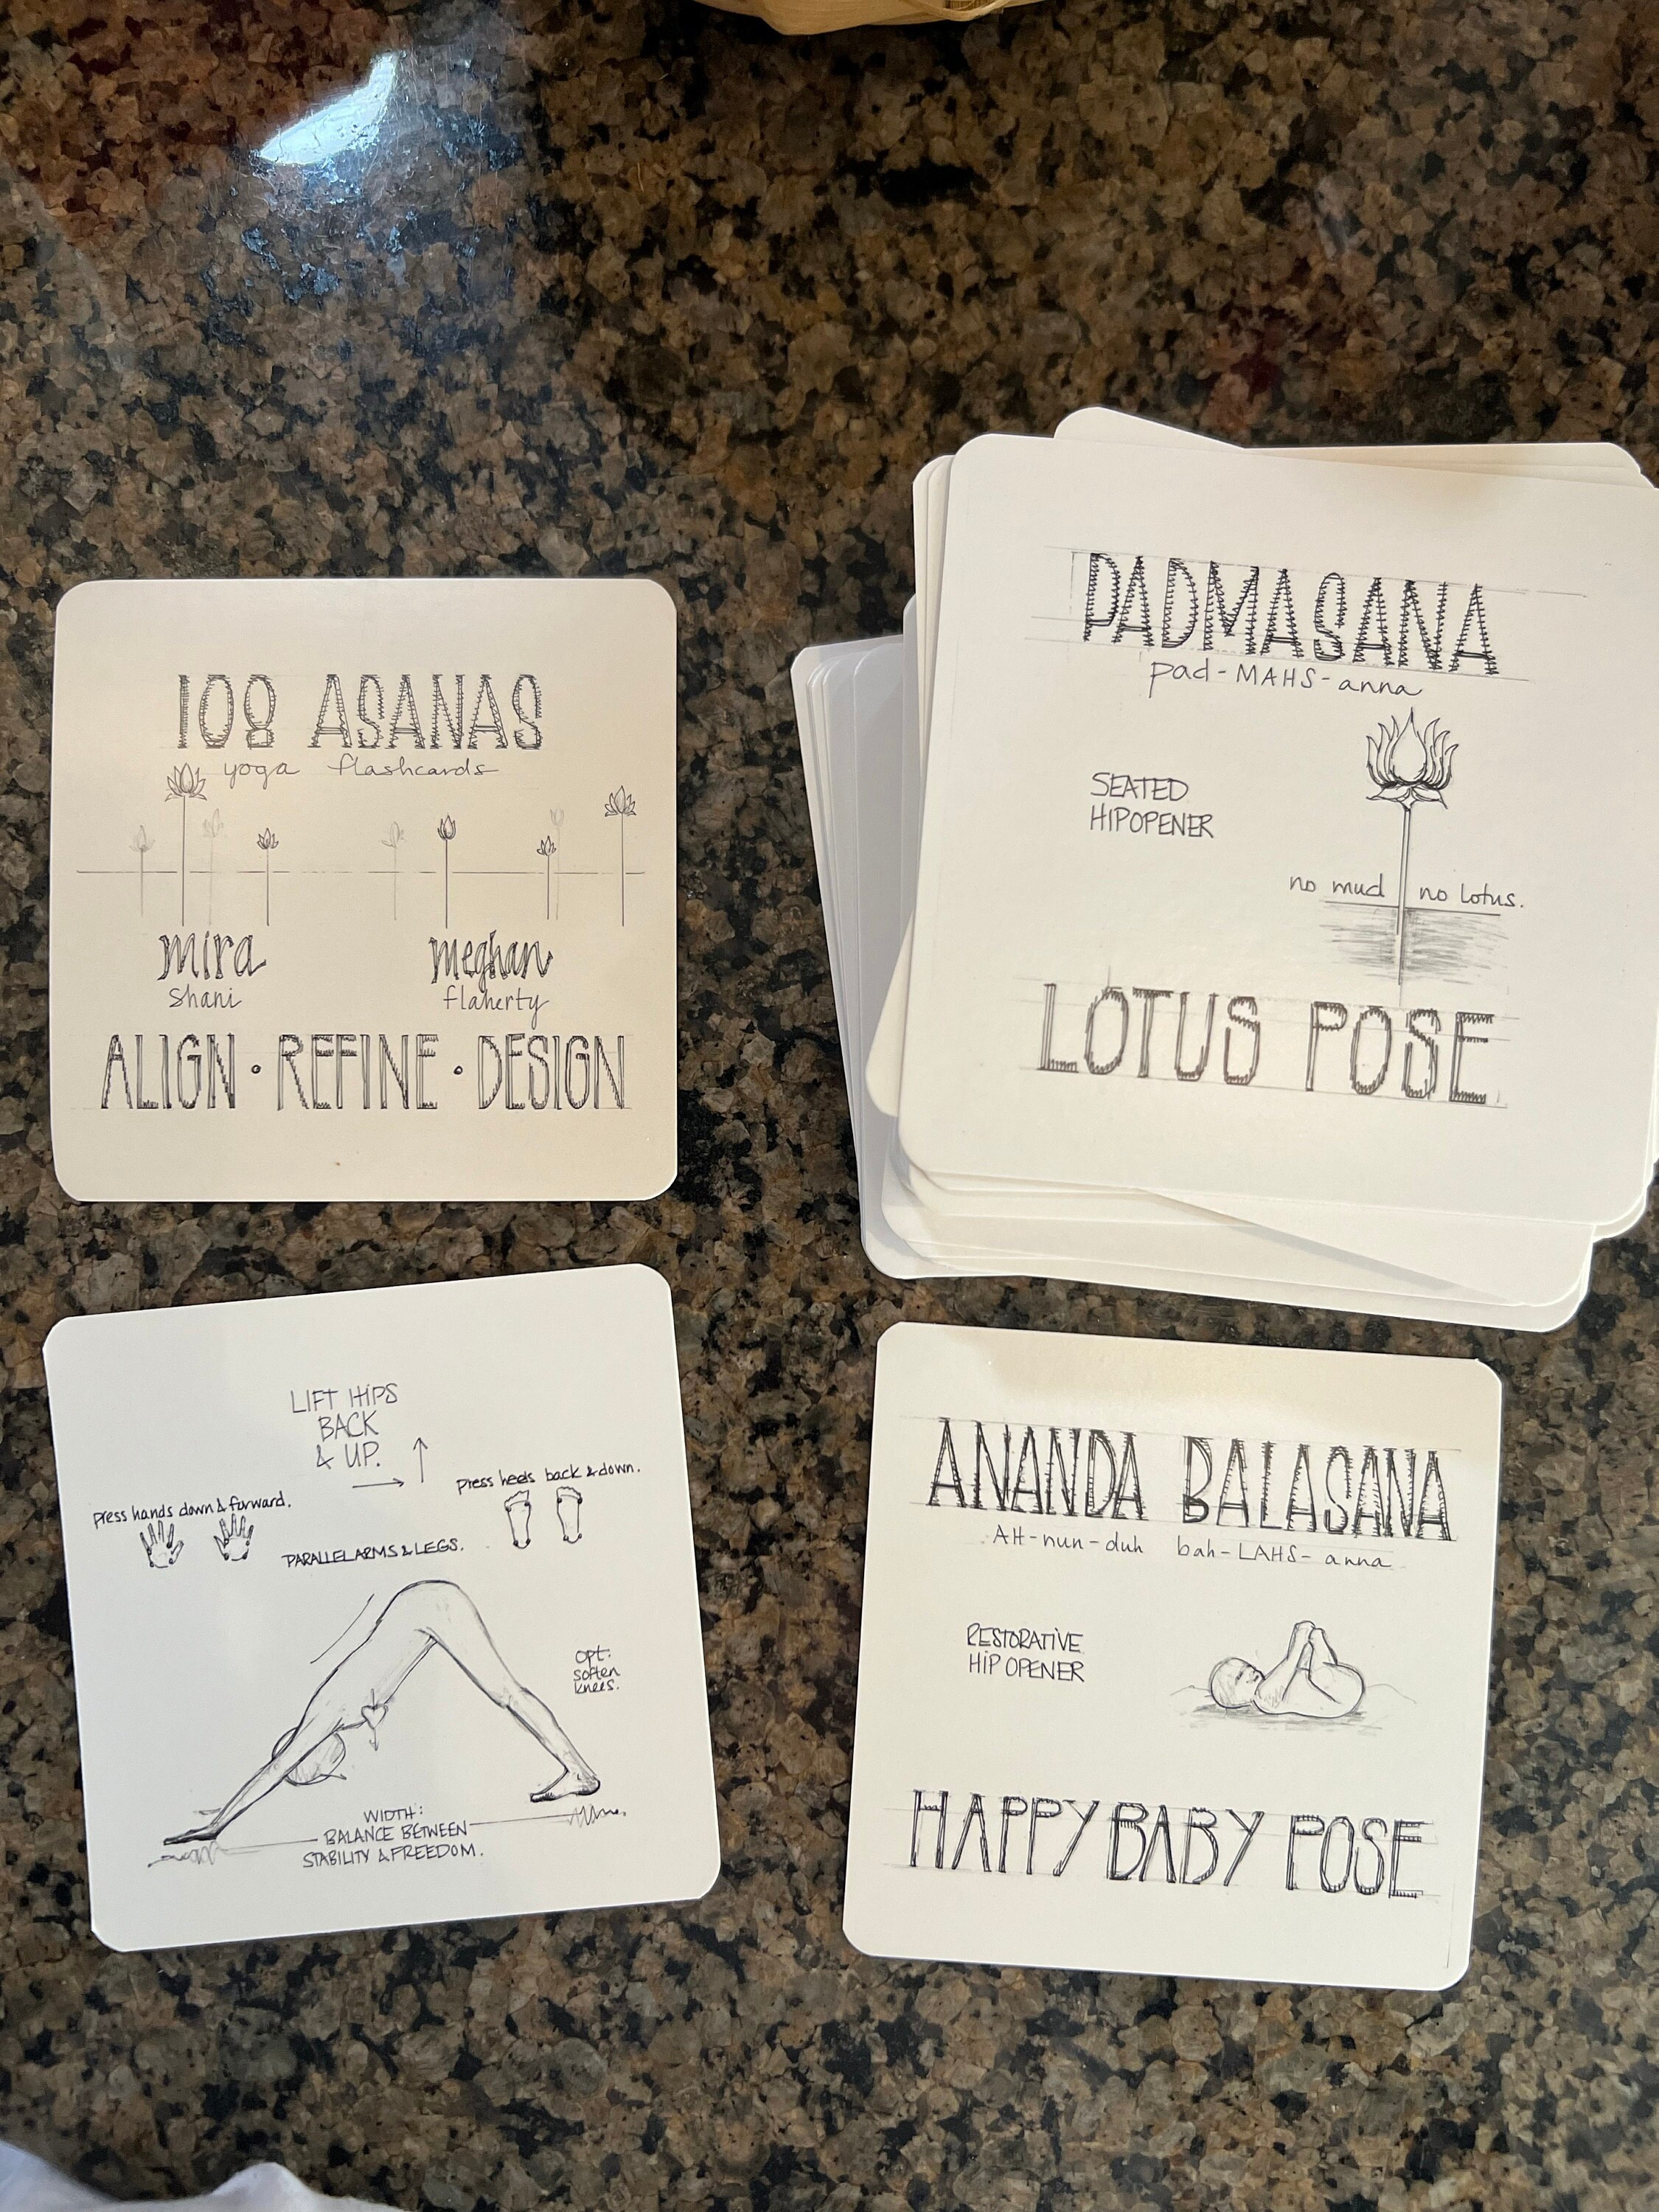 108 ASANAS
yoga flashcards
mira meghan
Shani flaherty
ALIGN • REFINE • DESIGN
PADMASANA
pad-MAHS-anna
SEATED
HIPOPENER
no mud no lotus.
LOTUS POSE
LIFT HIPS
BACK
& UP.
press heels back & down.
press hands down & forward.
PARALLEL ARMS & LEGS.
opt.
soften
knees.
WIDTH:
BALANCE BETWEEN
STABILITY & FREEDOM.
ANANDA BALASANA
AH-nun-duh bah-LAHS-anna
RESTORATIVE
HIP OPENER
HAPPY BABY POSE